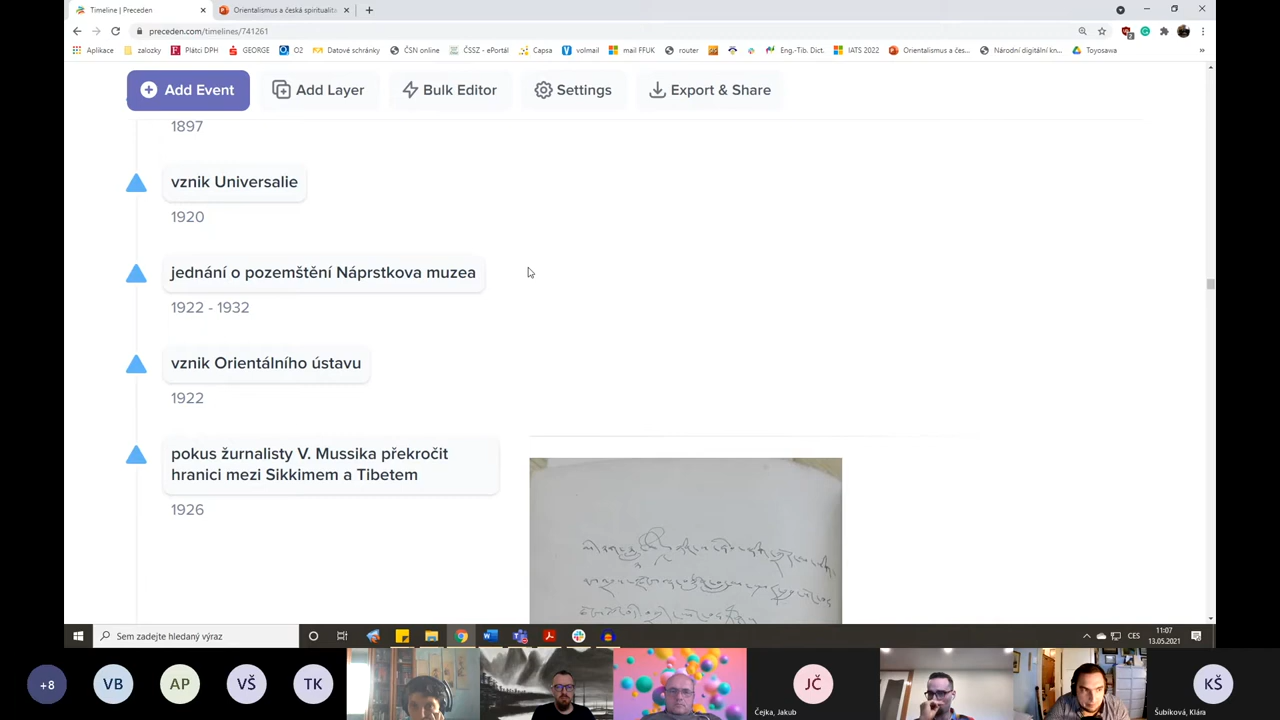 Timeline | Preceden
Orientalismus a česká spiritualita
preceden.com/timelines/741261
Aplikace
zalozky
Plátci DPH
GEORGE
O2
Datové schránky
ČSN online
ČSSZ - ePortál
Capsa
volmail
mail FFUK
router
Eng.-Tib. Dict.
IATS 2022
Orientalismus a čes...
Národní digitální kn...
Toyosawa
»
Add Event
Add Layer
Bulk Editor
Settings
Export & Share
1897
vznik Universalie
1920
jednání o pozemštění Náprstkova muzea
1922 - 1932
vznik Orientálního ústavu
1922
pokus žurnalisty V. Mussika překročit
hranici mezi Sikkimem a Tibetem
1926
Sem zadejte hledaný výraz
CES
11:07
13.05.2021
+8
VB
AP
VŠ
TK
JČ
Čejka, Jakub
KŠ
Šubíková, Klára